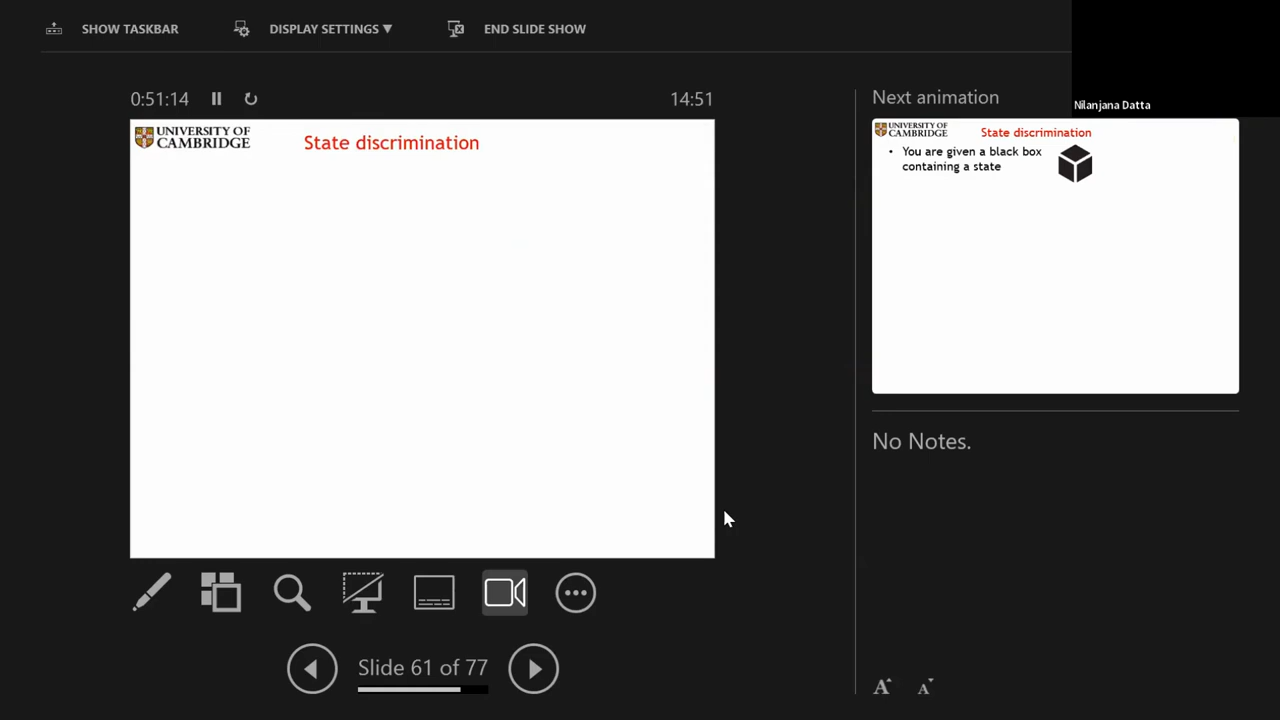 SHOW TASKBAR
DISPLAY SETTINGS ▼
END SLIDE SHOW
0:51:14
14:51
UNIVERSITY OF
CAMBRIDGE
State discrimination
Next animation
Nilanjana Datta
UNIVERSITY OF
CAMBRIDGE
State discrimination
• You are given a black box
containing a state
No Notes.
Slide 61 of 77
A
A